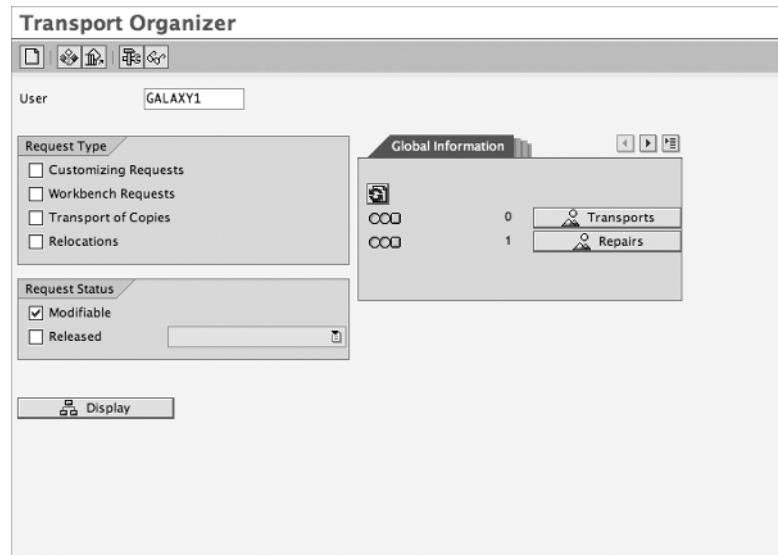 Transport Organizer
User GALAXY1
Request Type
Customizing Requests
Workbench Requests
Transport of Copies
Relocations
Request Status
Modifiable
Released
Display
Global Information
0 Transports
1 Repairs